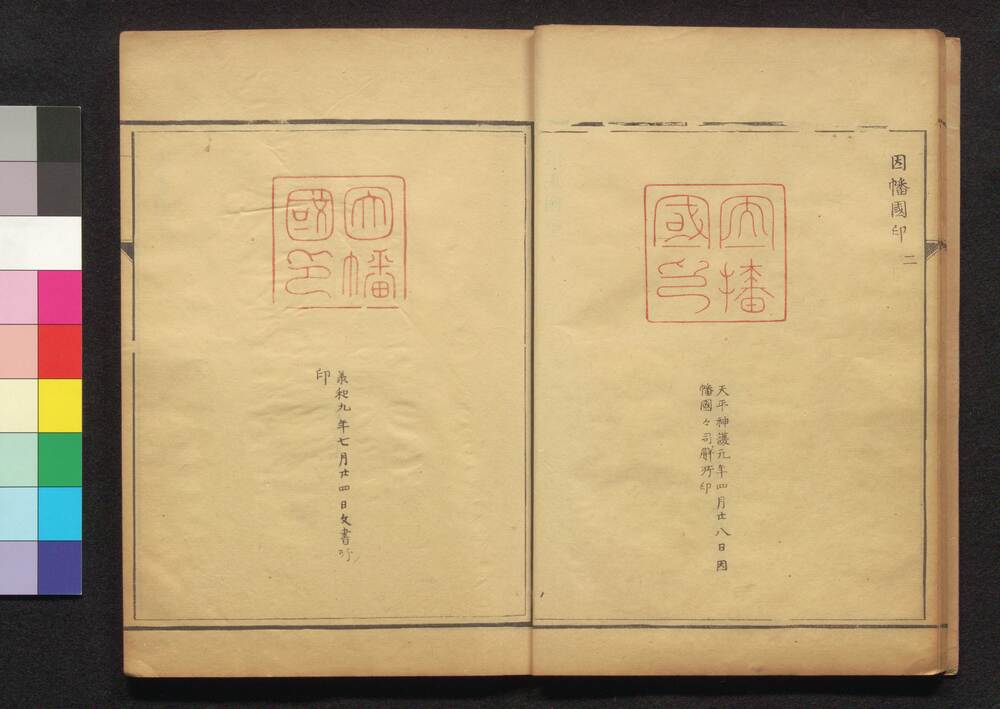 因幡國印 二
因幡國印
天平神護元年四月廿八日因
幡國々司解所印
因幡國印
承和九年七月廿四日文書所
印